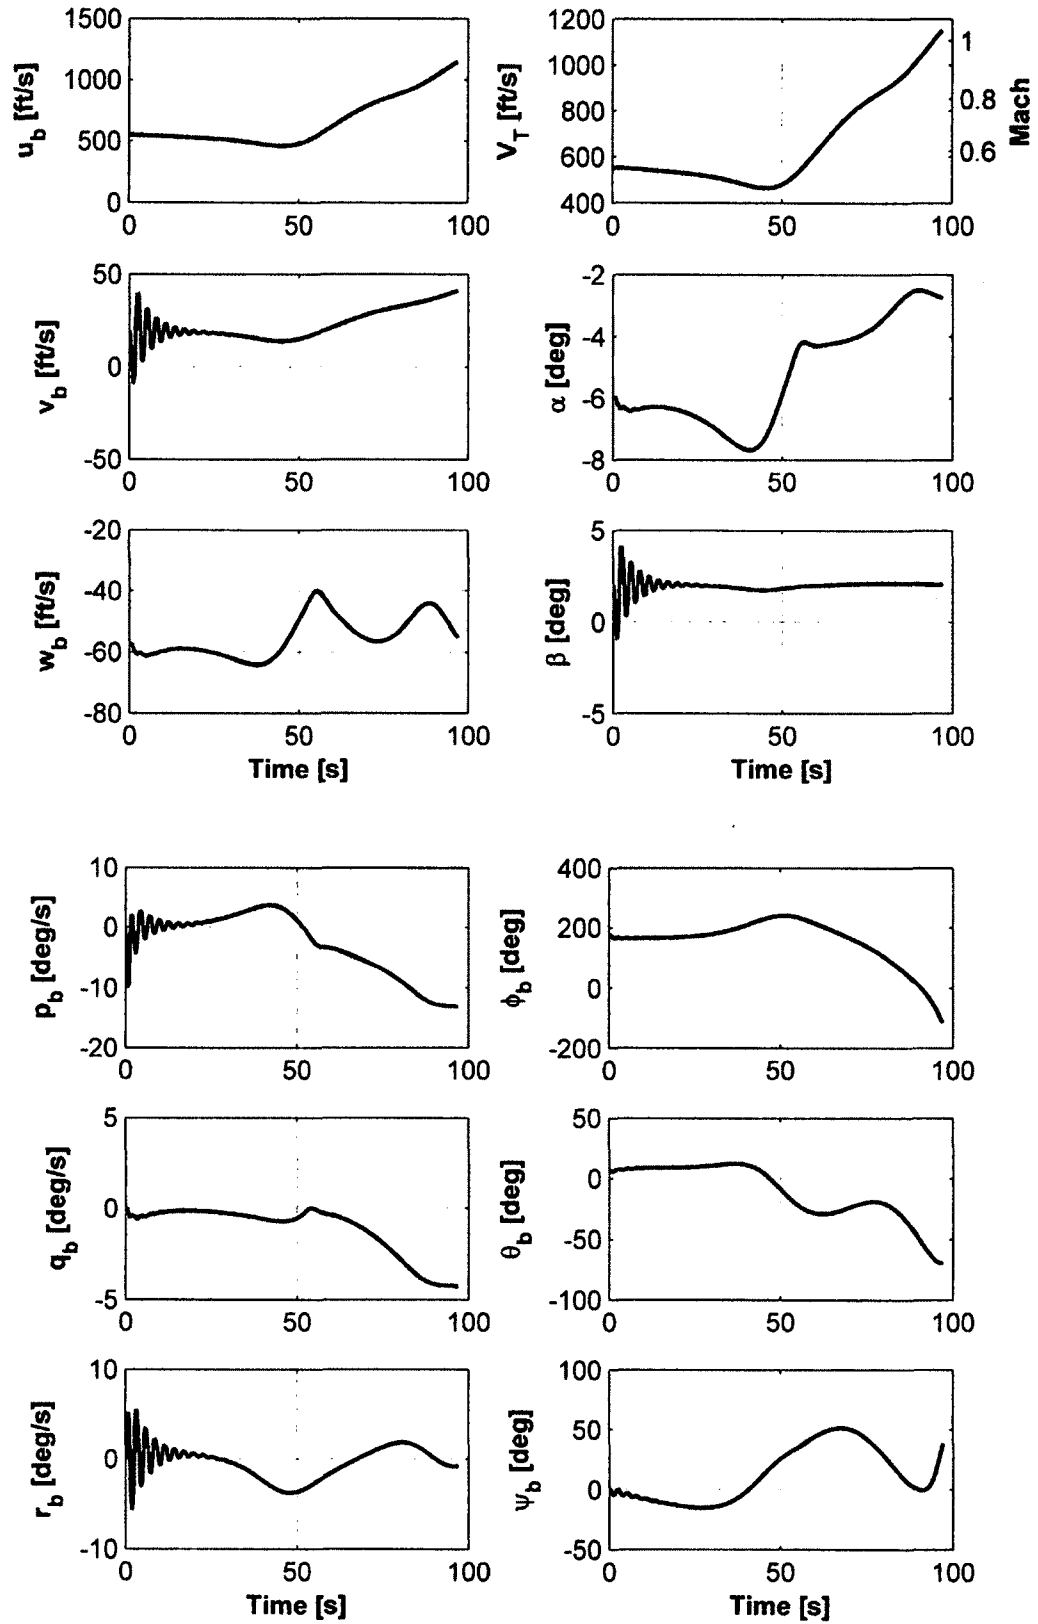 1500
1000
500
0
u_b [ft/s]
0 50 100
1200
1000
800
600
400
V_T [ft/s]
1
0.8
0.6
Mach
0 50 100
50
0
-50
v_b [ft/s]
0 50 100
-2
-4
-6
-8
α [deg]
0 50 100
-20
-40
-60
-80
w_b [ft/s]
0 50 100
Time [s]
5
0
-5
β [deg]
0 50 100
Time [s]
10
0
-10
-20
p_b [deg/s]
0 50 100
400
200
0
-200
ϕ_b [deg]
0 50 100
5
0
-5
q_b [deg/s]
0 50 100
50
0
-50
-100
θ_b [deg]
0 50 100
10
0
-10
r_b [deg/s]
0 50 100
Time [s]
100
50
0
-50
ψ_b [deg]
0 50 100
Time [s]